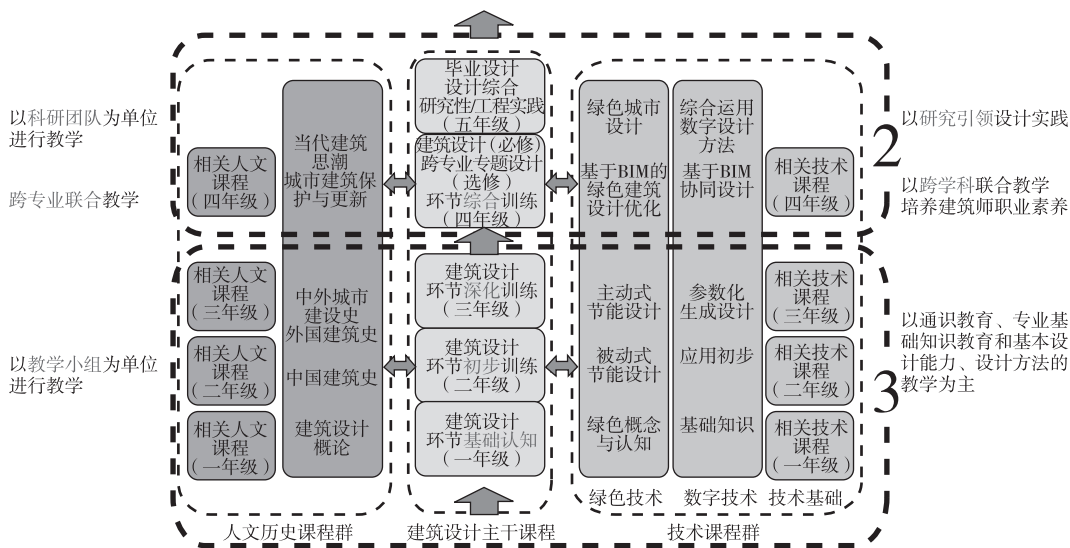 以科研团队为单位
进行教学
跨专业联合教学
以教学小组为单位
进行教学
相关人文
课程
(四年级)
相关人文
课程
(三年级)
相关人文
课程
(二年级)
相关人文
课程
(一年级)
当代建筑
思潮
城市建筑保
护与更新
中外城市
建设史
外国建筑史
中国建筑史
建筑设计
概论
人文历史课程群
毕业设计
设计综合
研究性/工程实践
(五年级)
建筑设计(必修)
跨专业专题设计
(选修)
环节综合训练
(四年级)
建筑设计
环节深化训练
(三年级)
建筑设计
环节初步训练
(二年级)
建筑设计
环节基础认知
(一年级)
建筑设计主干课程
绿色城市
设计
基于BIM的
绿色建筑
设计优化
主动式
节能设计
被动式
节能设计
绿色概念
与认知
绿色技术
综合运用
数字设计
方法
基于BIM
协同设计
参数化
生成设计
应用初步
基础知识
数字技术
相关技术
课程
(四年级)
相关技术
课程
(三年级)
相关技术
课程
(二年级)
相关技术
课程
(一年级)
技术基础
技术课程群
2
以研究引领设计实践
以跨学科联合教学
培养建筑师职业素养
3
以通识教育、专业基
础知识教育和基本设
计能力、设计方法的
教学为主